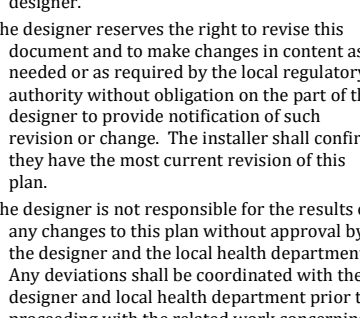 designer.
he designer reserves the right to revise this
document and to make changes in content as
needed or as required by the local regulatory
authority without obligation on the part of th
designer to provide notification of such
revision or change.  The installer shall confir
they have the most current revision of this
plan.
he designer is not responsible for the results o
any changes to this plan without approval by
the designer and the local health department
Any deviations shall be coordinated with the
designer and local health department prior t
proceeding with the related work concernin